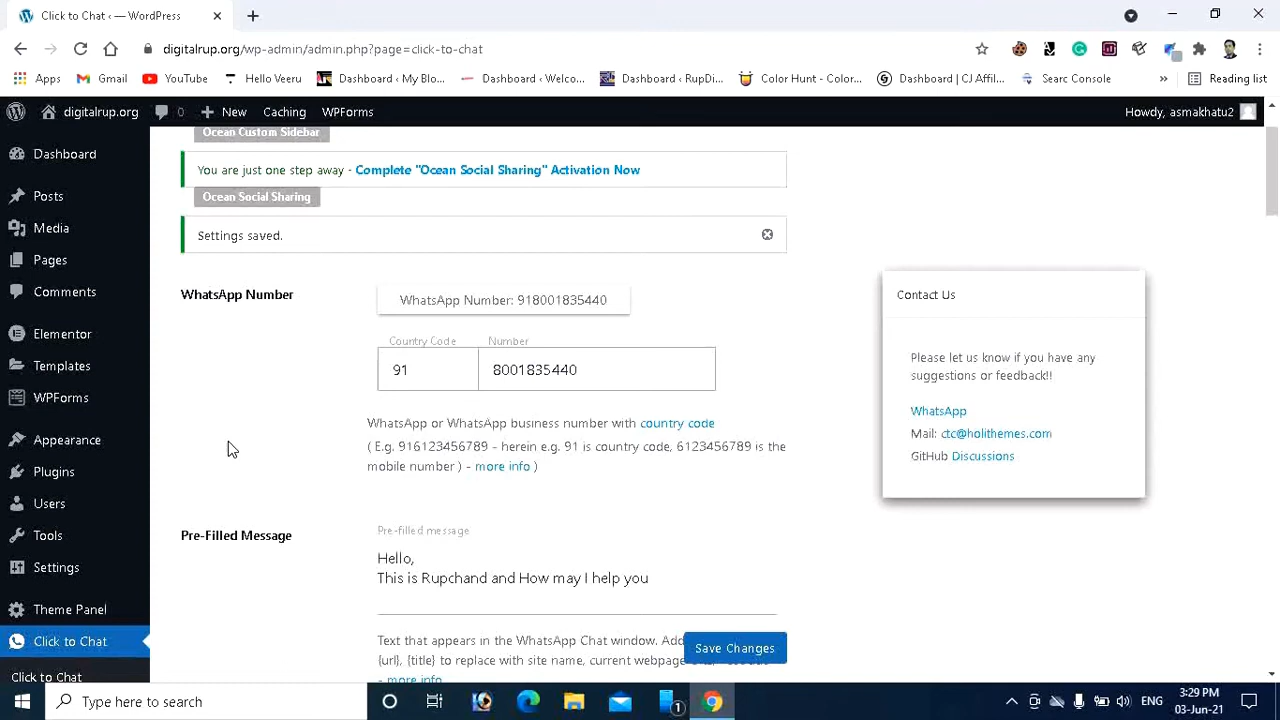 Click to Chat ‹ — WordPress
digitalrup.org/wp-admin/admin.php?page=click-to-chat
Apps
Gmail
YouTube
Hello Veeru
Dashboard ‹ My Blo...
Dashboard ‹ Welco...
Dashboard ‹ RupDi...
Color Hunt - Color...
Dashboard | CJ Affil...
Searc Console
»
Reading list
digitalrup.org
0
New
Caching
WPForms
Howdy, asmakhatu2
Dashboard
Posts
Media
Pages
Comments
Elementor
Templates
WPForms
Appearance
Plugins
Users
Tools
Settings
Theme Panel
Click to Chat
Click to Chat
Ocean Custom Sidebar
You are just one step away - Complete "Ocean Social Sharing" Activation Now
Ocean Social Sharing
Settings saved.
WhatsApp Number
WhatsApp Number: 918001835440
Country Code
Number
91
8001835440
WhatsApp or WhatsApp business number with country code
( E.g. 916123456789 - herein e.g. 91 is country code, 6123456789 is the
mobile number ) - more info )
Pre-Filled Message
Pre-filled message
Hello,
This is Rupchand and How may I help you
Text that appears in the WhatsApp Chat window. Add
{url}, {title} to replace with site name, current webpage
- more info
Save Changes
Contact Us
Please let us know if you have any
suggestions or feedback!!
WhatsApp
Mail: ctc@holithemes.com
GitHub Discussions
Type here to search
1
ENG
3:29 PM
03-Jun-21